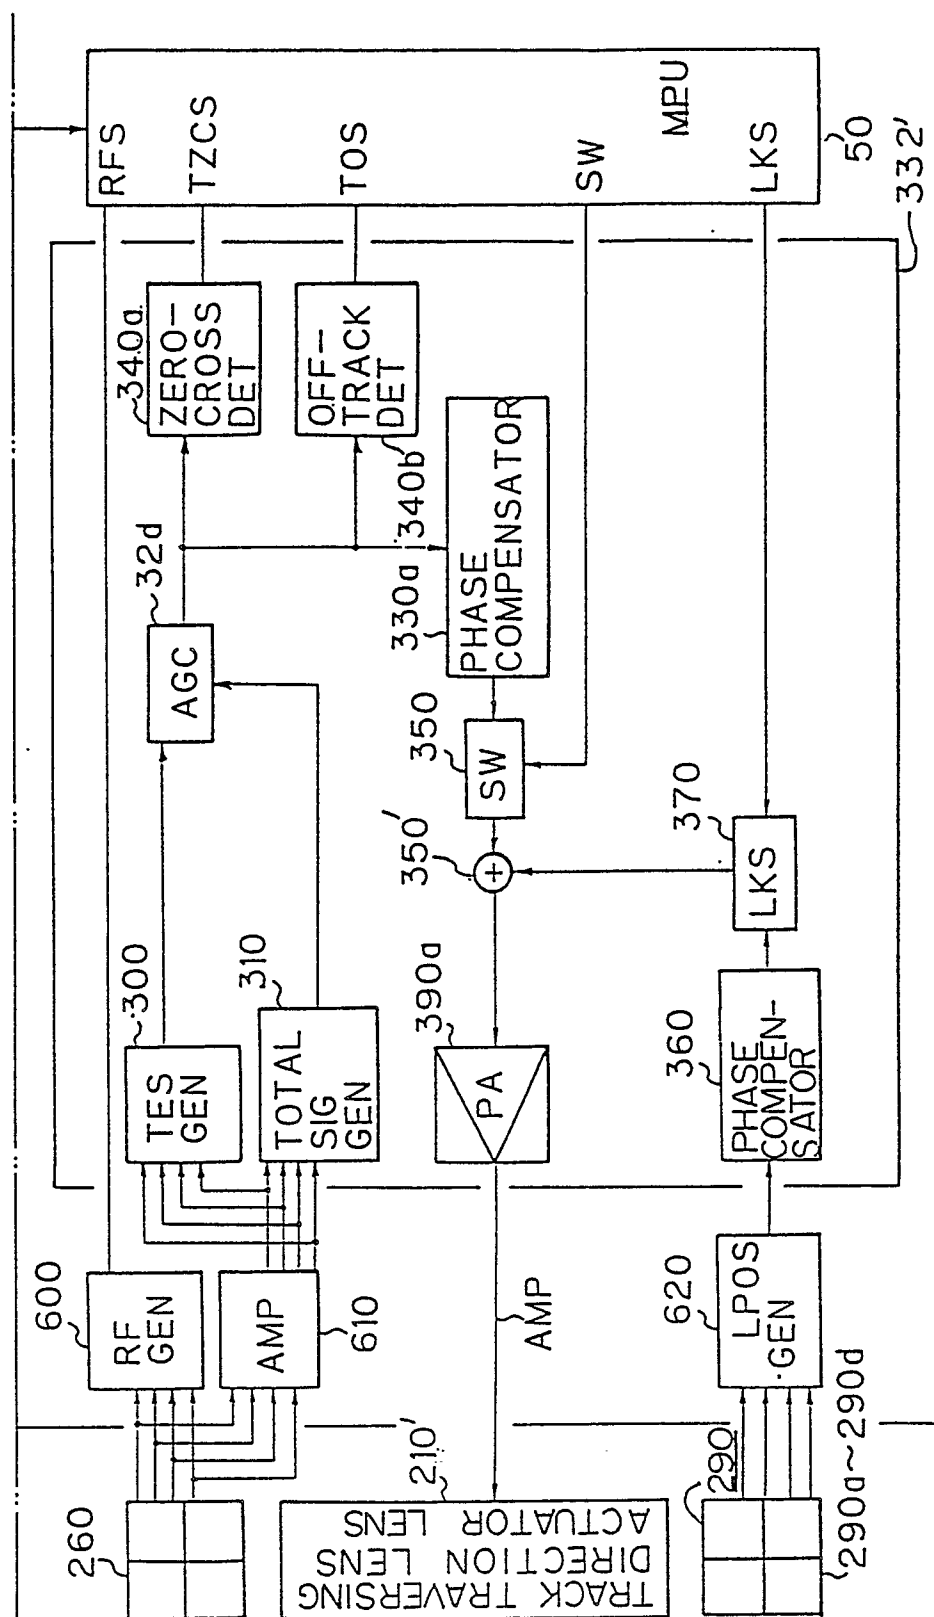 260
600
RF
GEN
AMP
610
300
TES
GEN
310
TOTAL
SIG
GEN
32d
AGC
340a
ZERO-
CROSS
DET
OFF-
TRACK
DET
340b
RFS
TZCS
TOS
SW
MPU
LKS
50
332'
210'
TRACK TRAVERSING
DIRECTION LENS
ACTUATOR LENS
AMP
390a
PA
350'
+
350
SW
330a
PHASE
COMPENSATOR
290
290a~290d
620
LPOS
GEN
360
PHASE
COMPEN-
SATOR
370
LKS